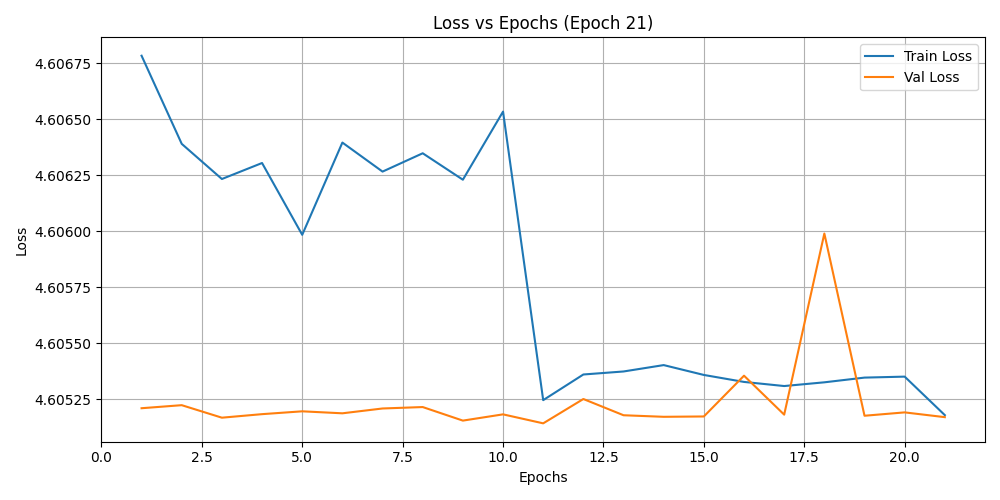 Loss vs Epochs (Epoch 21)
Train Loss
Val Loss
4.60675
4.60650
4.60625
4.60600
4.60575
4.60550
4.60525
Loss
0.0 2.5 5.0 7.5 10.0 12.5 15.0 17.5 20.0
Epochs